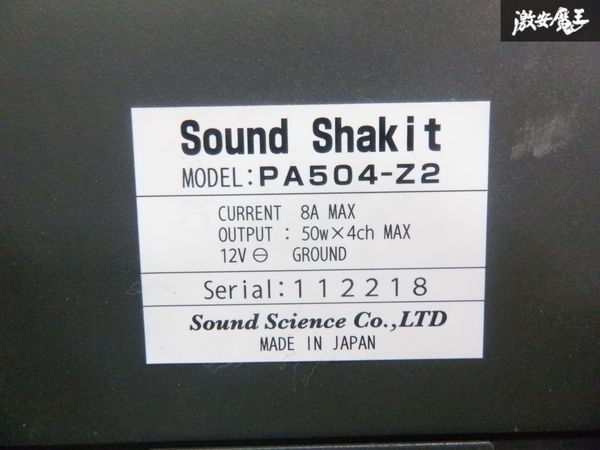 激安魔王
Sound Shakit
MODEL:PA504-Z2
CURRENT 8A MAX
OUTPUT : 50w×4ch MAX
12V ⊖ GROUND
Serial:112218
Sound Science Co.,LTD
MADE IN JAPAN